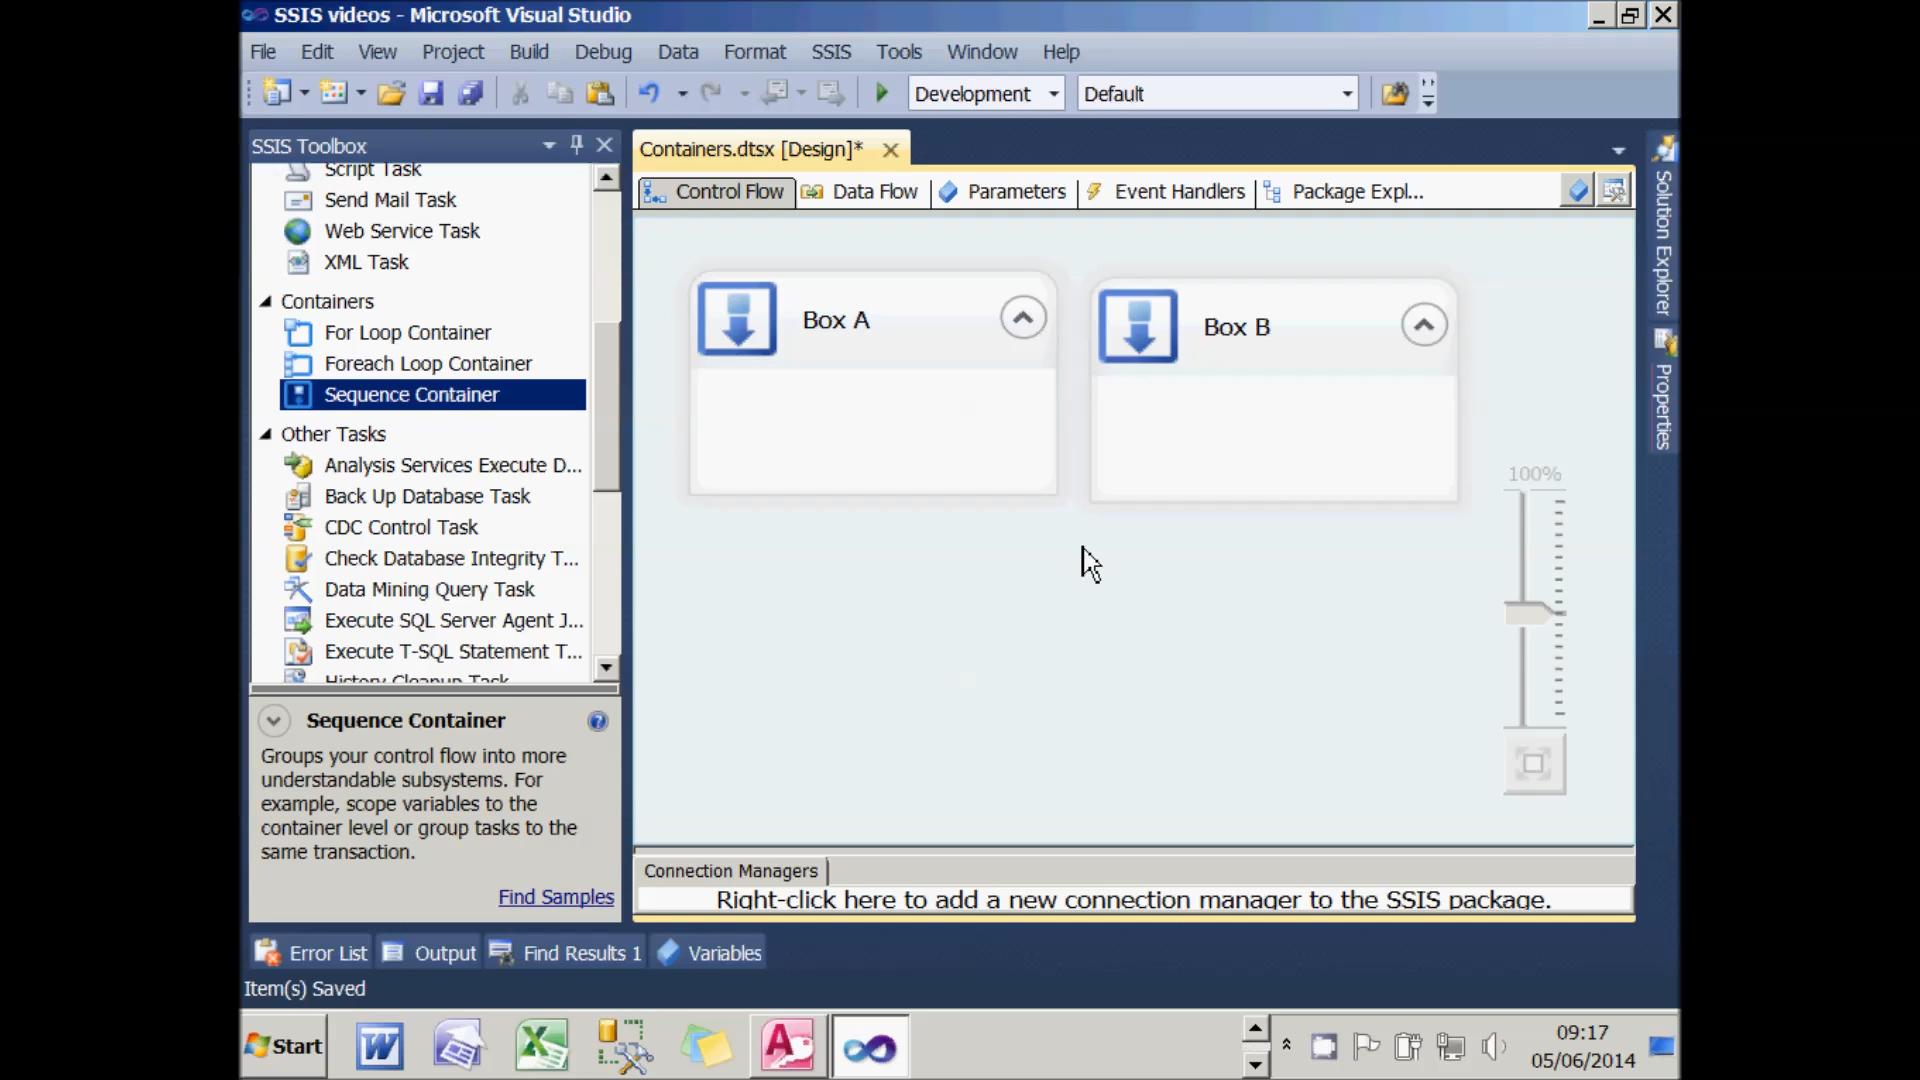 SSIS videos - Microsoft Visual Studio
File Edit View Project Build Debug Data Format SSIS Tools Window Help
Development Default
SSIS Toolbox
Script Task
Send Mail Task
Web Service Task
XML Task
Containers
For Loop Container
Foreach Loop Container
Sequence Container
Other Tasks
Analysis Services Execute D...
Back Up Database Task
CDC Control Task
Check Database Integrity T...
Data Mining Query Task
Execute SQL Server Agent J...
Execute T-SQL Statement T...
History Cleanup Task
Sequence Container
Groups your control flow into more
understandable subsystems. For
example, scope variables to the
container level or group tasks to the
same transaction.
Find Samples
Containers.dtsx [Design]*
Control Flow Data Flow Parameters Event Handlers Package Expl...
Box A
Box B
100%
Connection Managers
Right-click here to add a new connection manager to the SSIS package.
Solution Explorer
Properties
Error List Output Find Results 1 Variables
Item(s) Saved
Start
09:17
05/06/2014